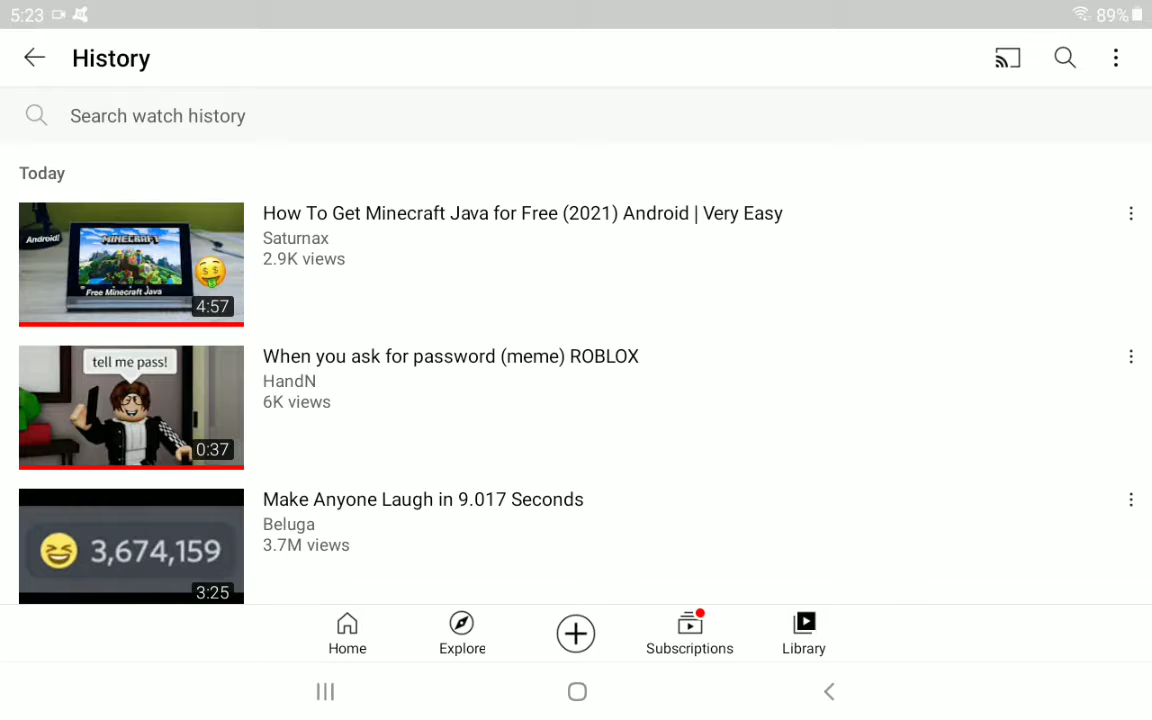 5:23
89%
History
Search watch history
Today
Android!
MINECRAFT
Free Minecraft Java
4:57
How To Get Minecraft Java for Free (2021) Android | Very Easy
Saturnax
2.9K views
tell me pass!
0:37
When you ask for password (meme) ROBLOX
HandN
6K views
3,674,159
3:25
Make Anyone Laugh in 9.017 Seconds
Beluga
3.7M views
Home
Explore
Subscriptions
Library